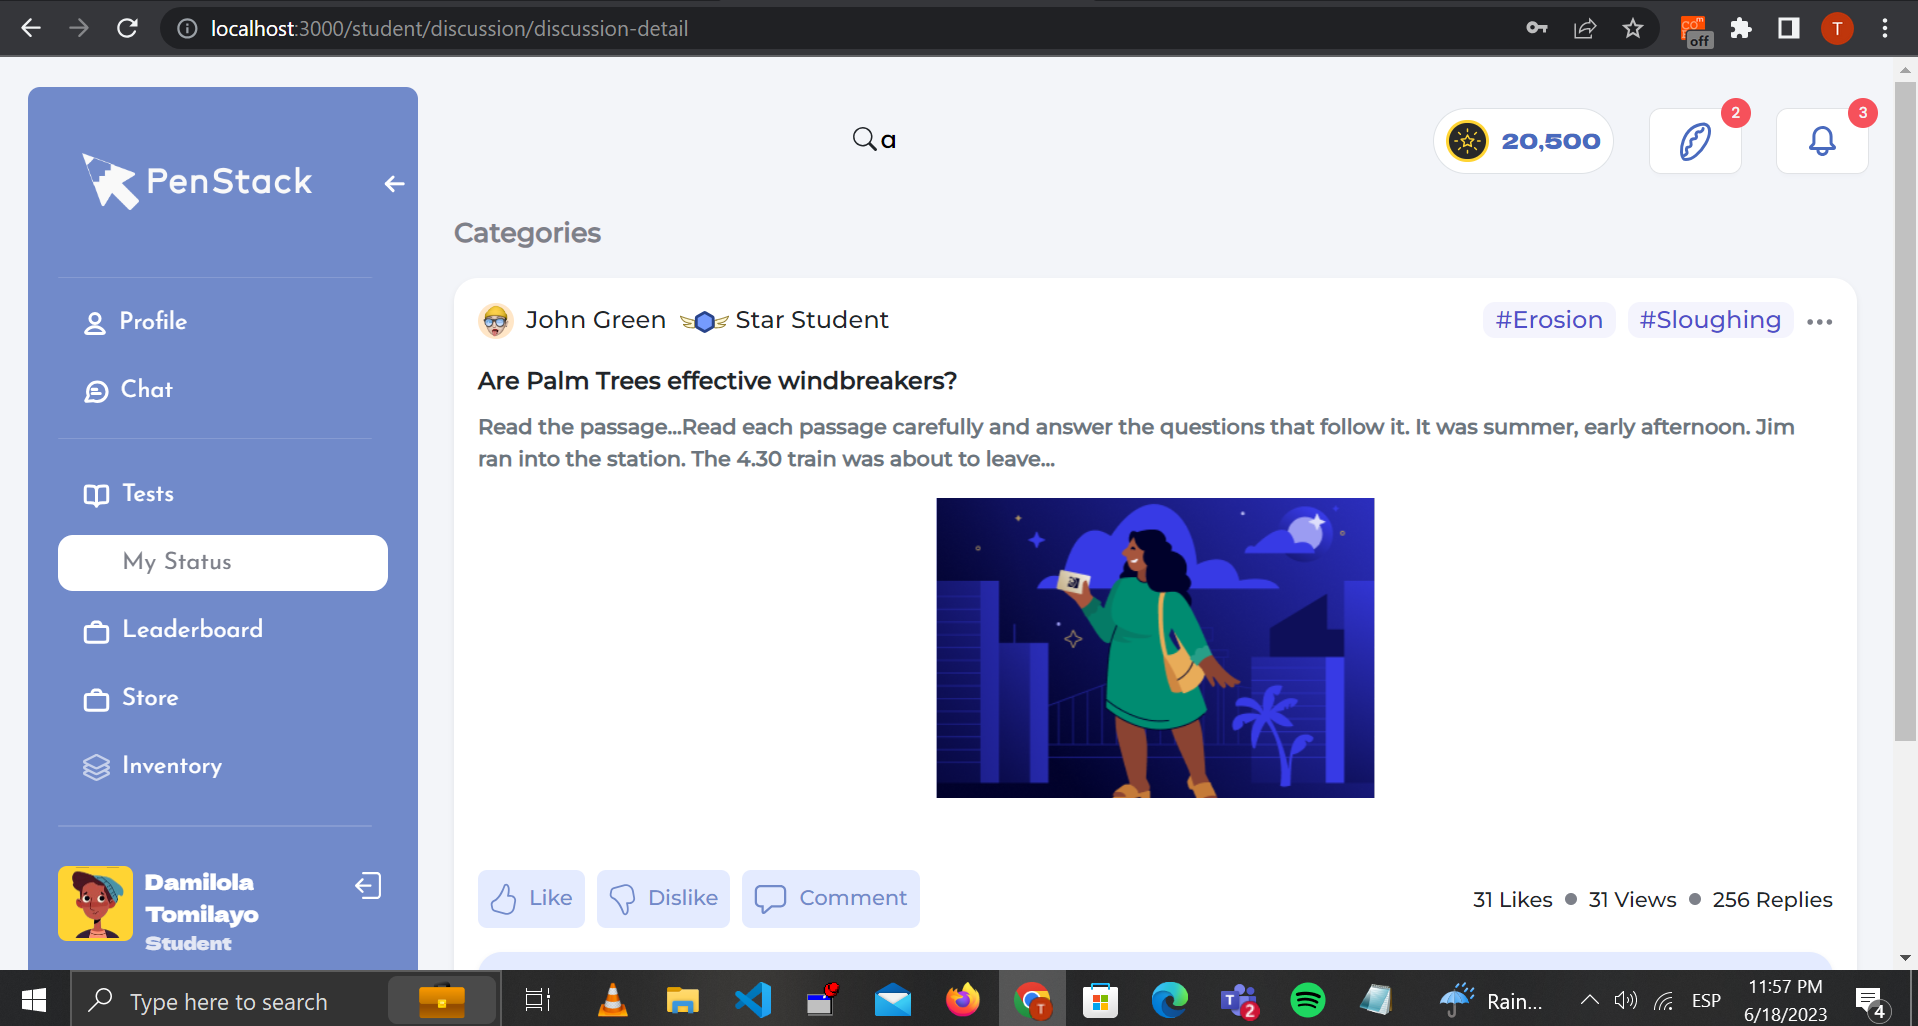 localhost:3000/student/discussion/discussion-detail
com
off
T
PenStack
a
20,500
2
3
Categories
Profile
Chat
Tests
My Status
Leaderboard
Store
Inventory
Damilola
Tomilayo
Student
John Green
Star Student
#Erosion
#Sloughing
Are Palm Trees effective windbreakers?
Read the passage...Read each passage carefully and answer the questions that follow it. It was summer, early afternoon. Jim
ran into the station. The 4.30 train was about to leave...
Like
Dislike
Comment
31 Likes
31 Views
256 Replies
Type here to search
T
T
2
Rain...
ESP
11:57 PM
6/18/2023
4